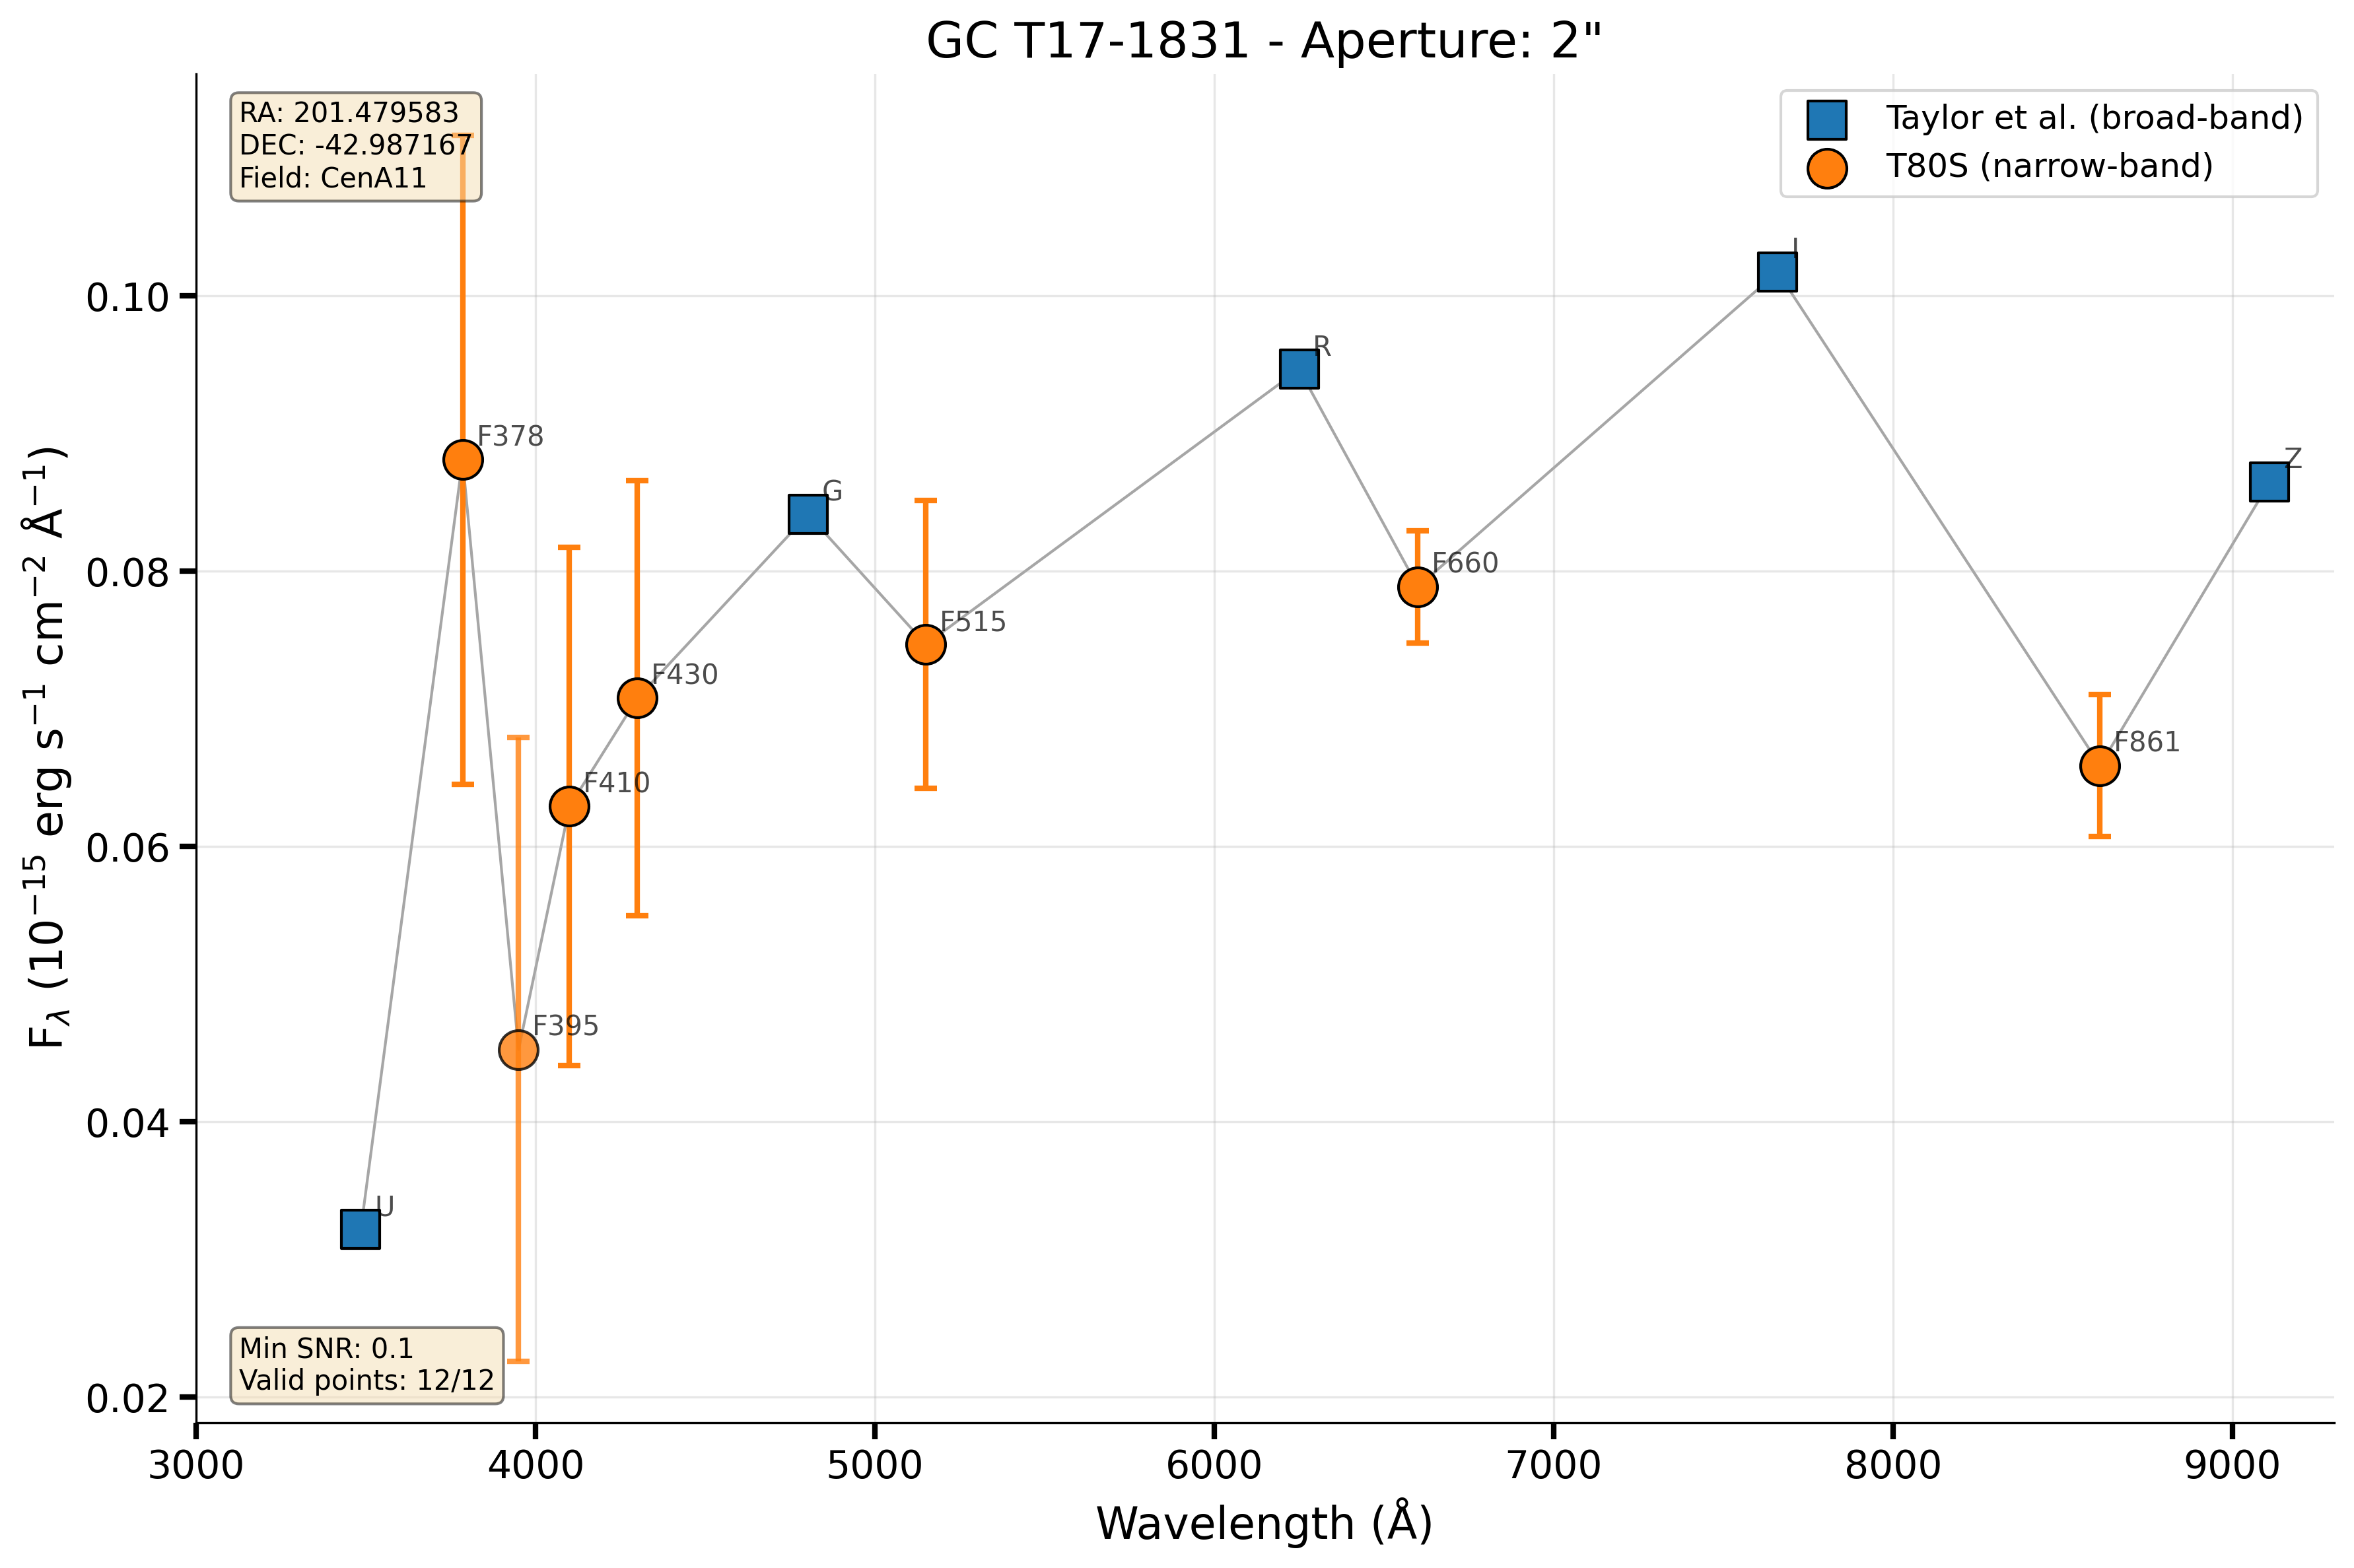 GC T17-1831 - Aperture: 2"
RA: 201.479583
DEC: -42.987167
Field: CenA11
Taylor et al. (broad-band)
T80S (narrow-band)
I
R
Z
F378
G
F660
F515
F430
F861
F410
F395
U
Min SNR: 0.1
Valid points: 12/12
0.10
0.08
0.06
0.04
0.02
F_λ (10⁻¹⁵ erg s⁻¹ cm⁻² Å⁻¹)
3000 4000 5000 6000 7000 8000 9000
Wavelength (Å)